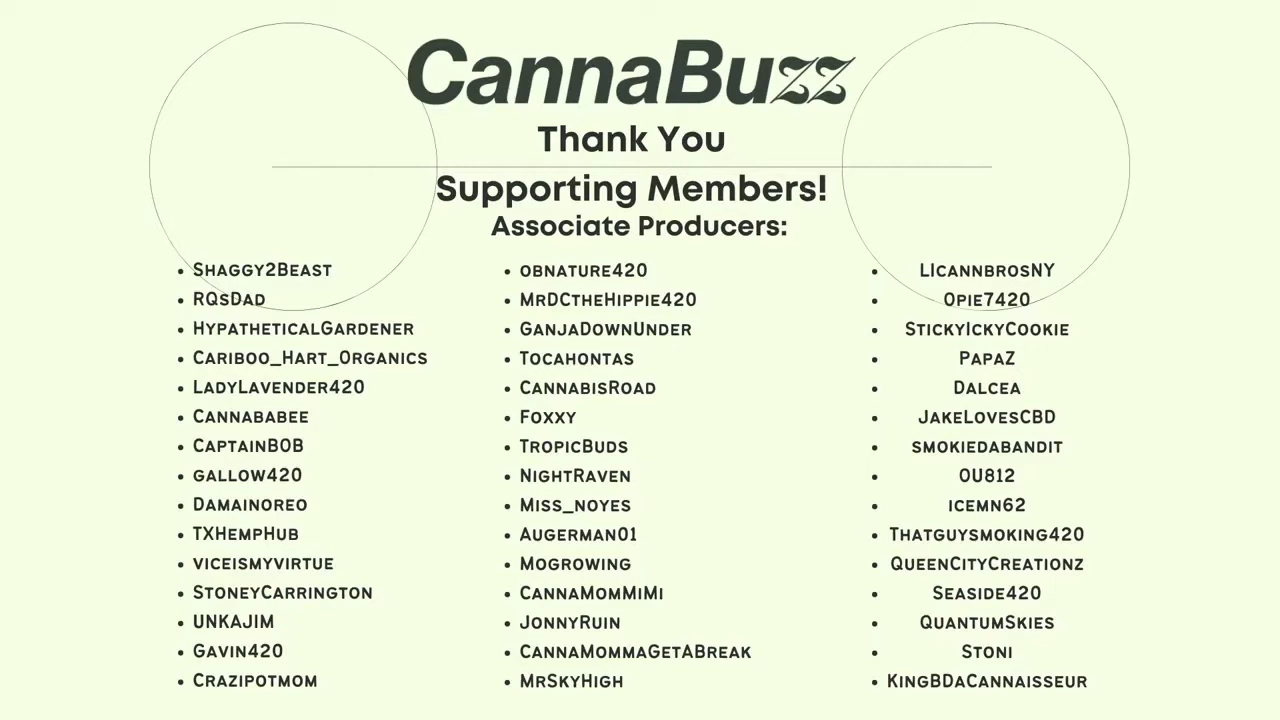 CannaBuzz
Thank You
Supporting Members!
Associate Producers:
• Shaggy2Beast
• RQsDad
• HypatheticalGardener
• Cariboo_Hart_Organics
• LadyLavender420
• Cannababee
• CaptainB0B
• gallow420
• Damainoreo
• TXHempHub
• viceismyvirtue
• StoneyCarrington
• UNKAJIM
• Gavin420
• Crazipotmom
• obnature420
• MrDCtheHippie420
• GanjaDownUnder
• Tocahontas
• CannabisRoad
• Foxxy
• TropicBuds
• NightRaven
• Miss_noyes
• Augerman01
• Mogrowing
• CannaMomMiMi
• JonnyRuin
• CannaMommaGetABreak
• MrSkyHigh
• LIcannbrosNY
• Opie7420
• StickyIckyCookie
• PapaZ
• Dalcea
• JakeLovesCBD
• smokiedabandit
• OU812
• icemn62
• Thatguysmoking420
• QueenCityCreationz
• Seaside420
• QuantumSkies
• Stoni
• KingBDaCannaisseur